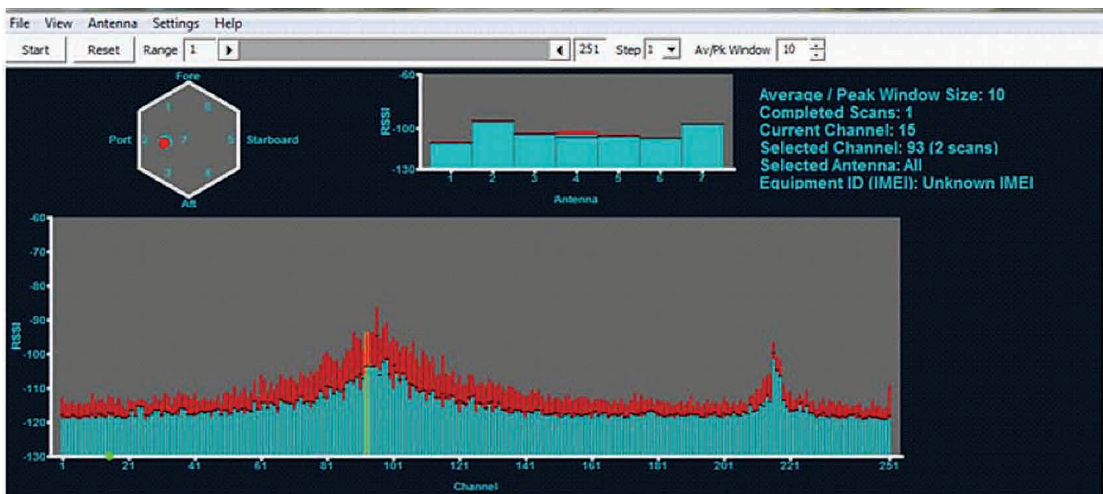 File View Antenna Settings Help
Start Reset Range 1 251 Step 1 Av/Pk Window 10
Fore
1 6
Port 2 7 5 Starboard
3 4
Aft
RSSI
-60
-100
-130
1 2 3 4 5 6 7
Antenna
Average / Peak Window Size: 10
Completed Scans: 1
Current Channel: 15
Selected Channel: 93 (2 scans)
Selected Antenna: All
Equipment ID (IMEI): Unknown IMEI
RSSI
-60
-70
-80
-90
-100
-110
-120
-130
1 21 41 61 81 101 121 141 161 181 201 221 251
Channel